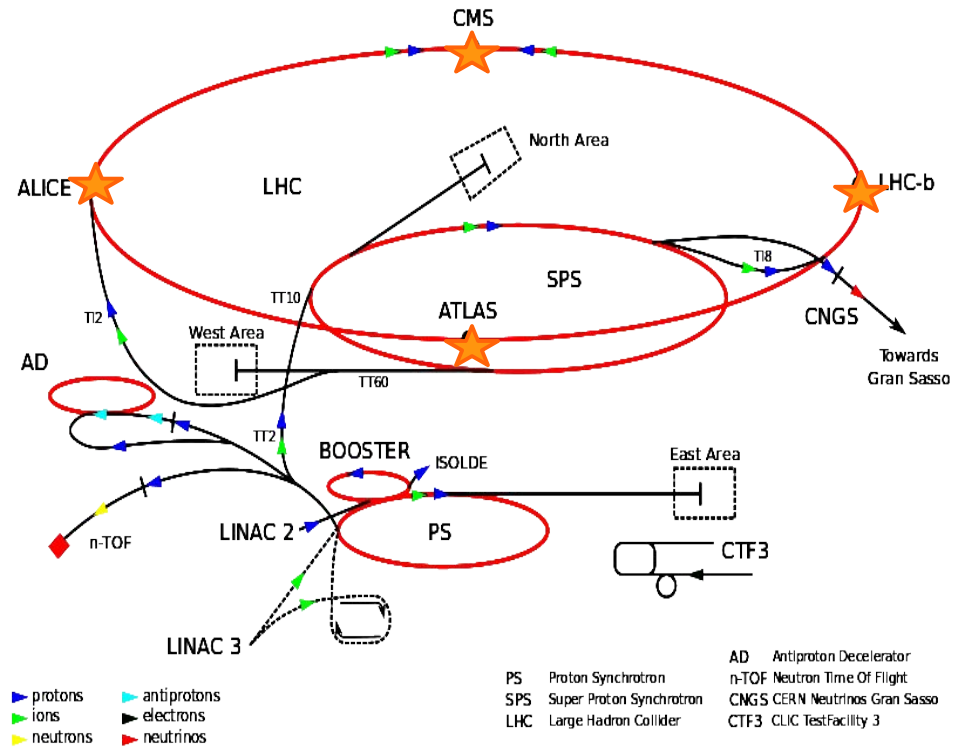 CMS
North Area
ALICE
LHC
LHC-b
TI8
SPS
TT10
ATLAS
CNGS
TI2
West Area
Towards
Gran Sasso
AD
TT60
TT2
BOOSTER
ISOLDE
East Area
LINAC 2
PS
n-TOF
CTF3
LINAC 3
protons
antiprotons
ions
electrons
neutrons
neutrinos
PS Proton Synchrotron
SPS Super Proton Synchrotron
LHC Large Hadron Collider
AD Antiproton Decelerator
n-TOF Neutron Time Of Flight
CNGS CERN Neutrinos Gran Sasso
CTF3 CLIC TestFacility 3